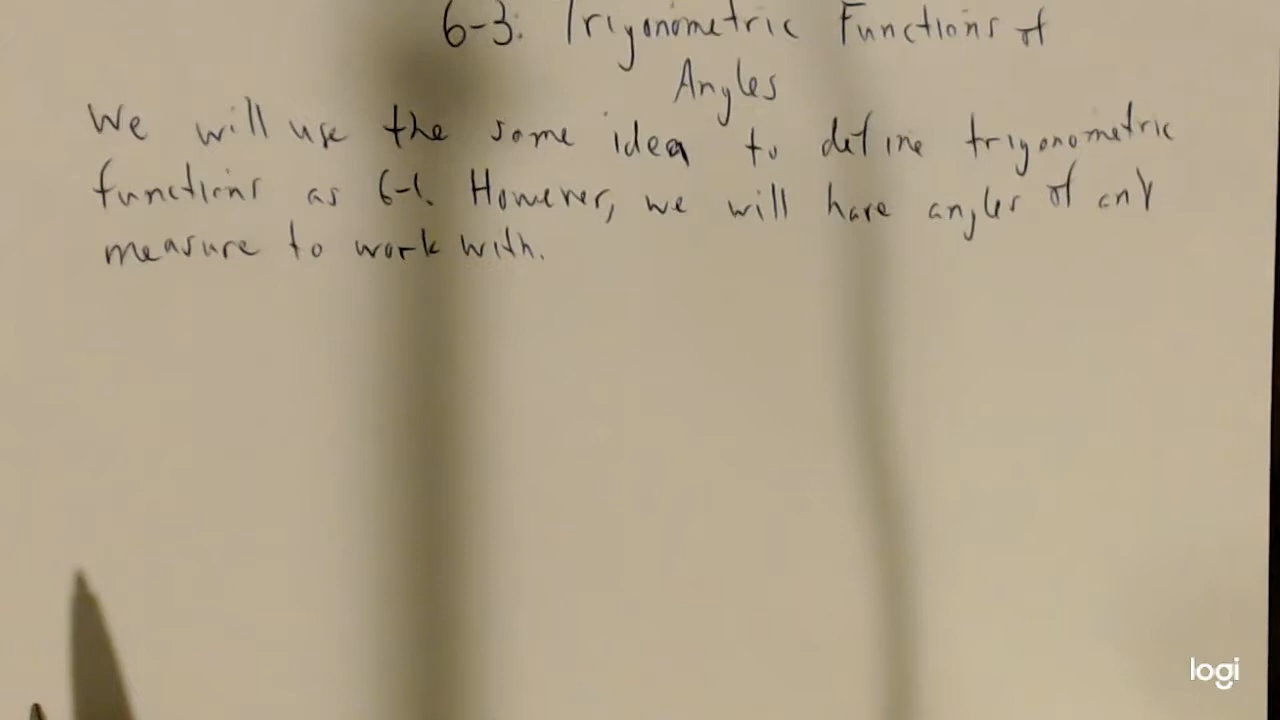 6-3: Trigonometric Functions of
Angles
We will use the same idea to define trigonometric
functions as 6-1. However, we will have angles of any
measure to work with.
logi